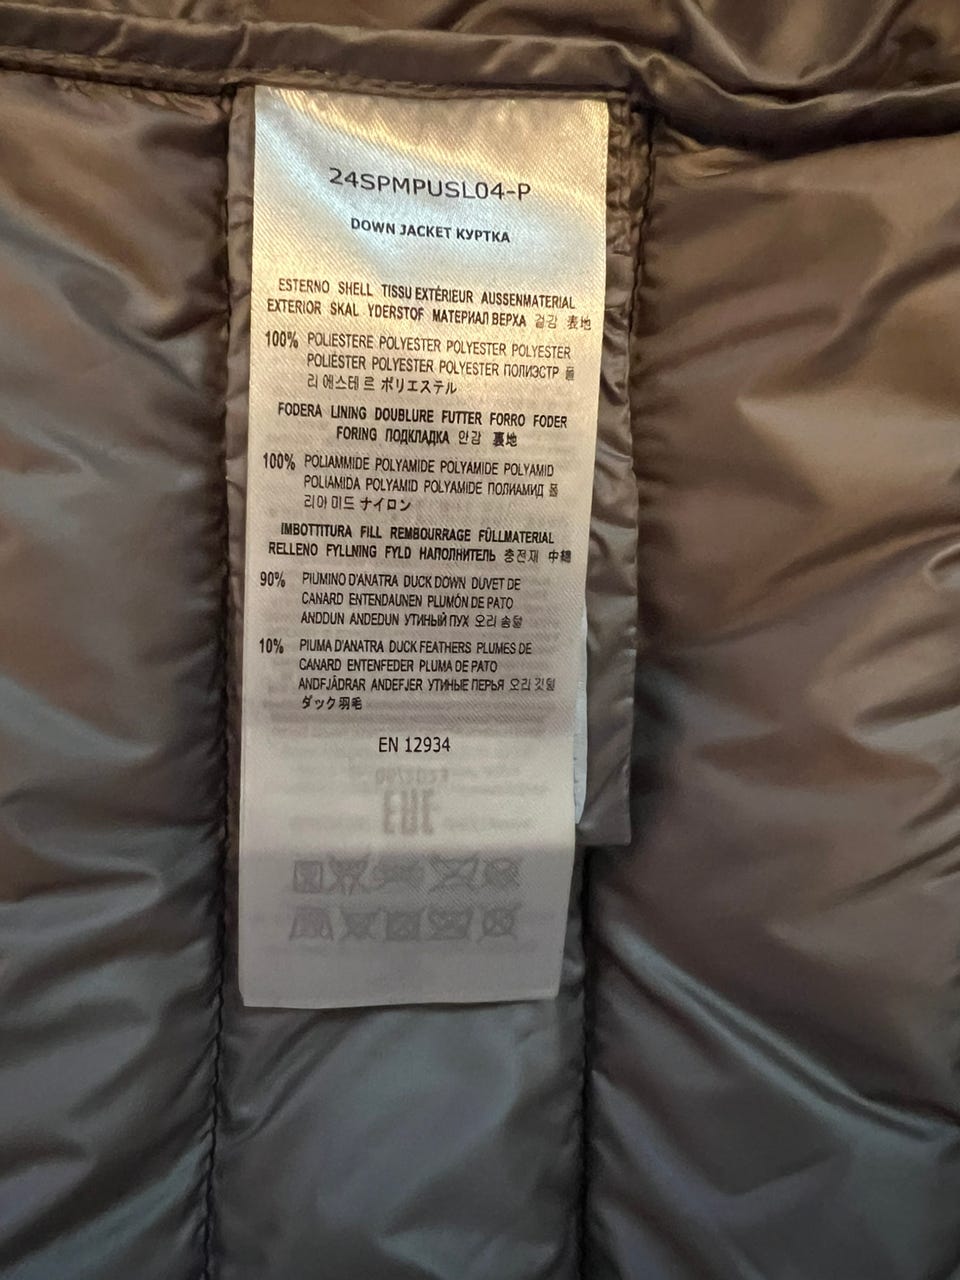 24SPMPUSL04-P
DOWN JACKET КУРТКА
ESTERNO SHELL TISSU EXTÉRIEUR AUSSENMATERIAL
EXTERIOR SKAL YDERSTOF МАТЕРИАЛ ВЕРХА 겉감 表地
100% POLIESTERE POLYESTER POLYESTER POLYESTER
POLIÉSTER POLYESTER POLYESTER ПОЛИЭСТР 폴
리 에스테 르 ポリエステル
FODERA LINING DOUBLURE FUTTER FORRO FODER
FORING ПОДКЛАДКА 안감 裏地
100% POLIAMMIDE POLYAMIDE POLYAMIDE POLYAMID
POLIAMIDA POLYAMID POLYAMIDE ПОЛИАМИД 폴
리아 미드 ナイロン
IMBOTTITURA FILL REMBOURRAGE FÜLLMATERIAL
RELLENO FYLLNING FYLD НАПОЛНИТЕЛЬ 충전재 中綿
90% PIUMINO D'ANATRA DUCK DOWN DUVET DE
CANARD ENTENDAUNEN PLUMÓN DE PATO
ANDDUN ANDEDUN УТИНЫЙ ПУХ 오리 솜털
10% PIUMA D'ANATRA DUCK FEATHERS PLUMES DE
CANARD ENTENFEDER PLUMA DE PATO
ANDFJÄDRAR ANDEFJER УТИНЫЕ ПЕРЬЯ 오리 깃털
ダック羽毛
EN 12934